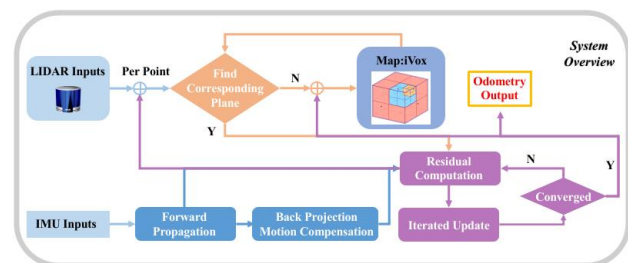 System
Overview
LIDAR Inputs
Per Point
Find
Corresponding
Plane
N
Map:iVox
Y
Odometry
Output
Residual
Computation
N
Y
Converged
IMU Inputs
Forward
Propagation
Back Projection
Motion Compensation
Iterated Update